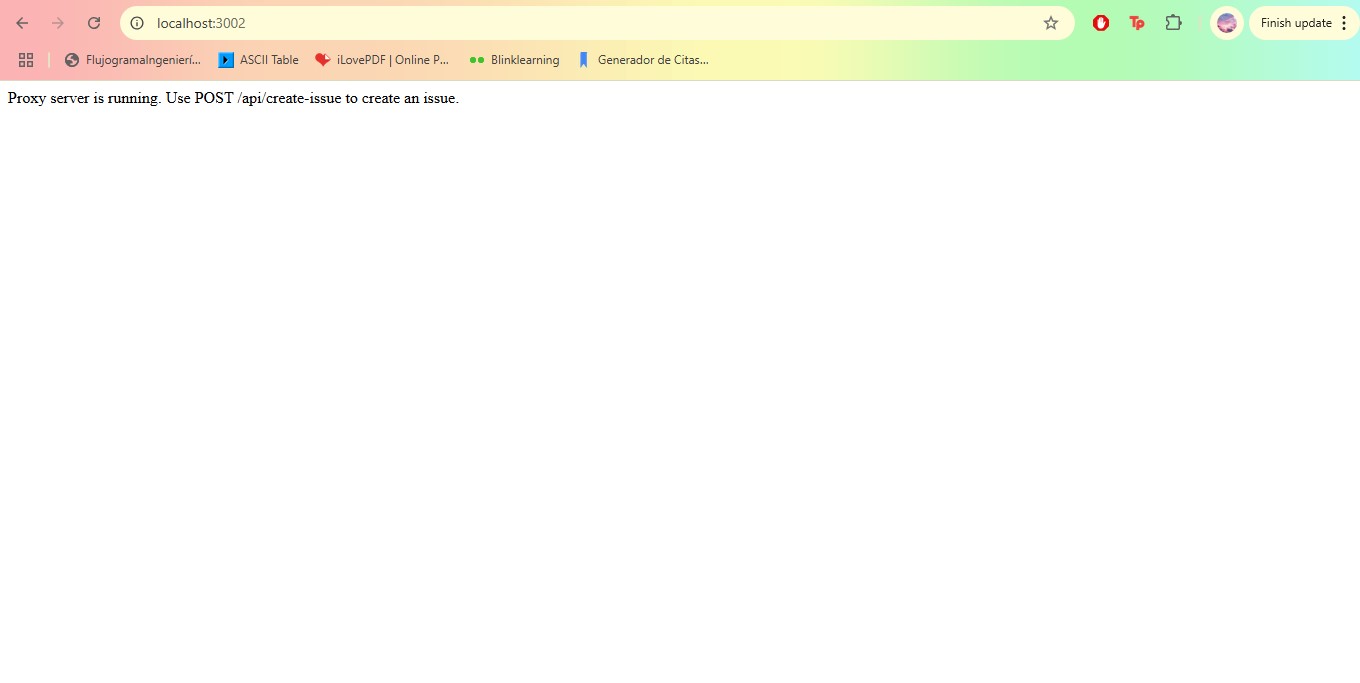 localhost:3002
Finish update
FlujogramaIngenierí...
ASCII Table
iLovePDF | Online P...
Blinklearning
Generador de Citas...
Proxy server is running. Use POST /api/create-issue to create an issue.